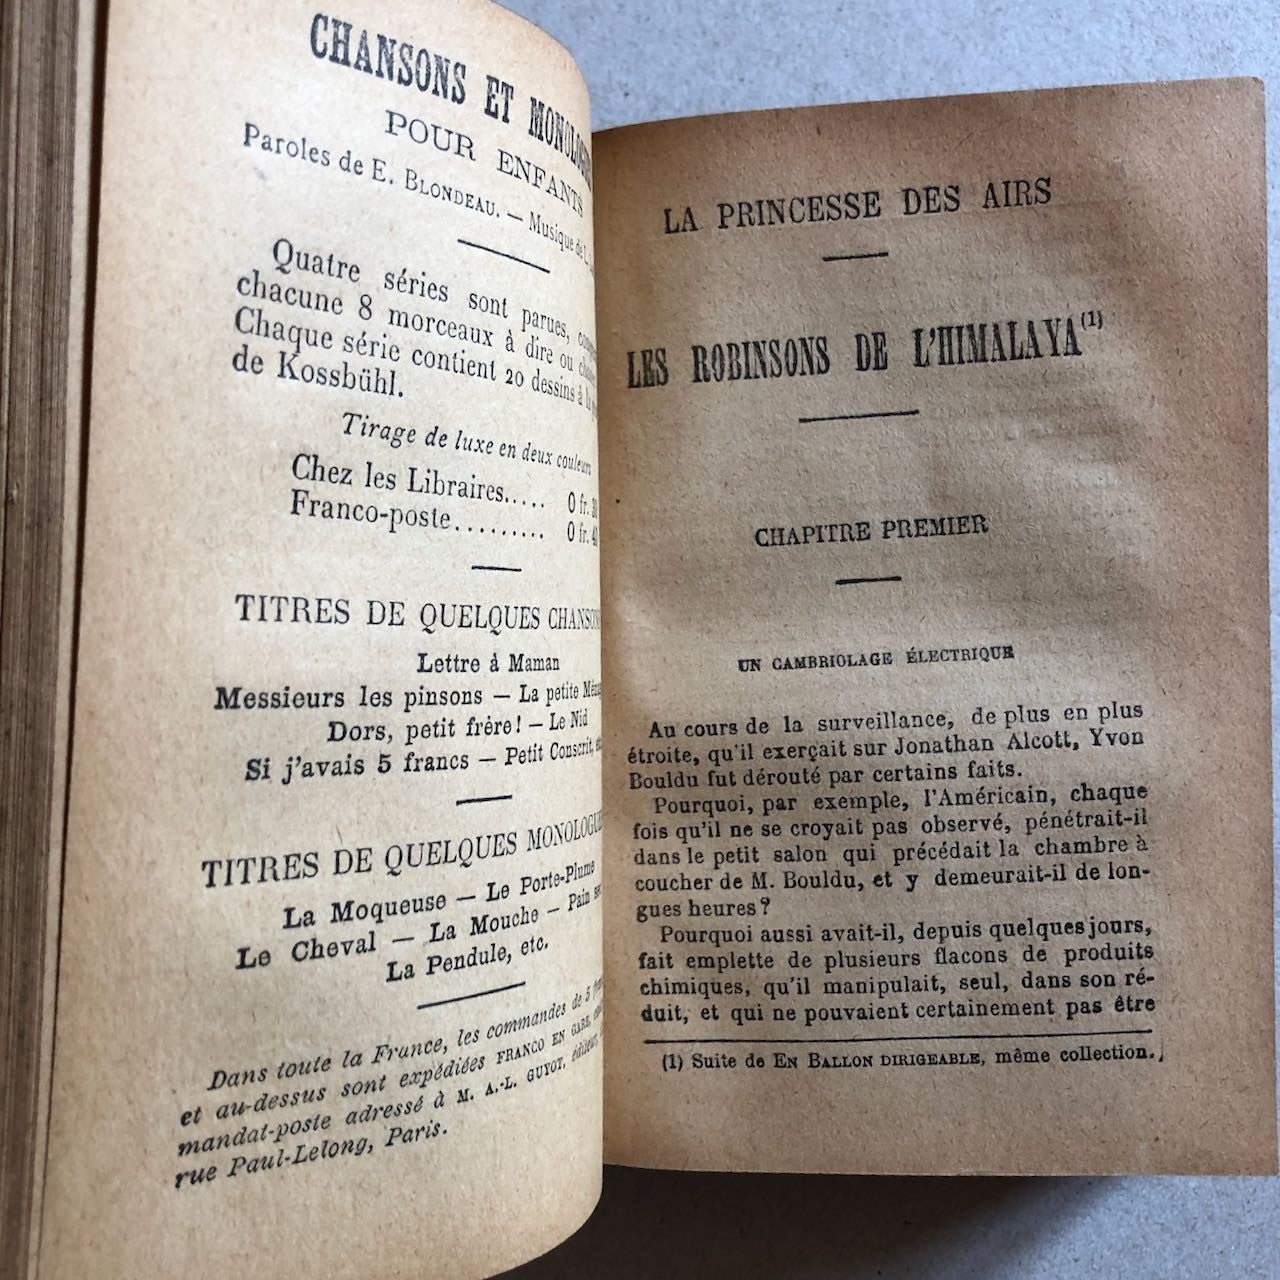 CHANSONS ET
POUR ENFANTS
Paroles de E. BLONDEAU. — Musique de
Quatre séries sont parues,
chacune 8 morceaux à dire ou
Chaque série contient 20 dessins à la
de Kossbühl.
Tirage de luxe en deux couleurs
Chez les Libraires..... 0 fr. 30
Franco-poste......... 0 fr. 40
TITRES DE QUELQUES CHANSONS
Lettre à Maman
Messieurs les pinsons — La petite
Dors, petit frère! — Le Nid
Si j'avais 5 francs — Petit Conscrit,
TITRES DE QUELQUES MONOLOGUES
La Moqueuse — Le Porte-Plume
Le Cheval — La Mouche — Pain
La Pendule, etc.
Dans toute la France, les commandes de 5
et au-dessus sont expédiées FRANCO EN GARE,
mandat-poste adressé à M. A.-L. GUYOT, éditeur,
rue Paul-Lelong, Paris.
LA PRINCESSE DES AIRS
LES ROBINSONS DE L'HIMALAYA(1)
CHAPITRE PREMIER
UN CAMBRIOLAGE ÉLECTRIQUE
Au cours de la surveillance, de plus en plus
étroite, qu'il exerçait sur Jonathan Alcott, Yvon
Bouldu fut dérouté par certains faits.
Pourquoi, par exemple, l'Américain, chaque
fois qu'il ne se croyait pas observé, pénétrait-il
dans le petit salon qui précédait la chambre à
coucher de M. Bouldu, et y demeurait-il de lon-
gues heures?
Pourquoi aussi avait-il, depuis quelques jours,
fait emplette de plusieurs flacons de produits
chimiques, qu'il manipulait, seul, dans son ré-
duit, et qui ne pouvaient certainement pas être
(1) Suite de EN BALLON DIRIGEABLE, même collection.